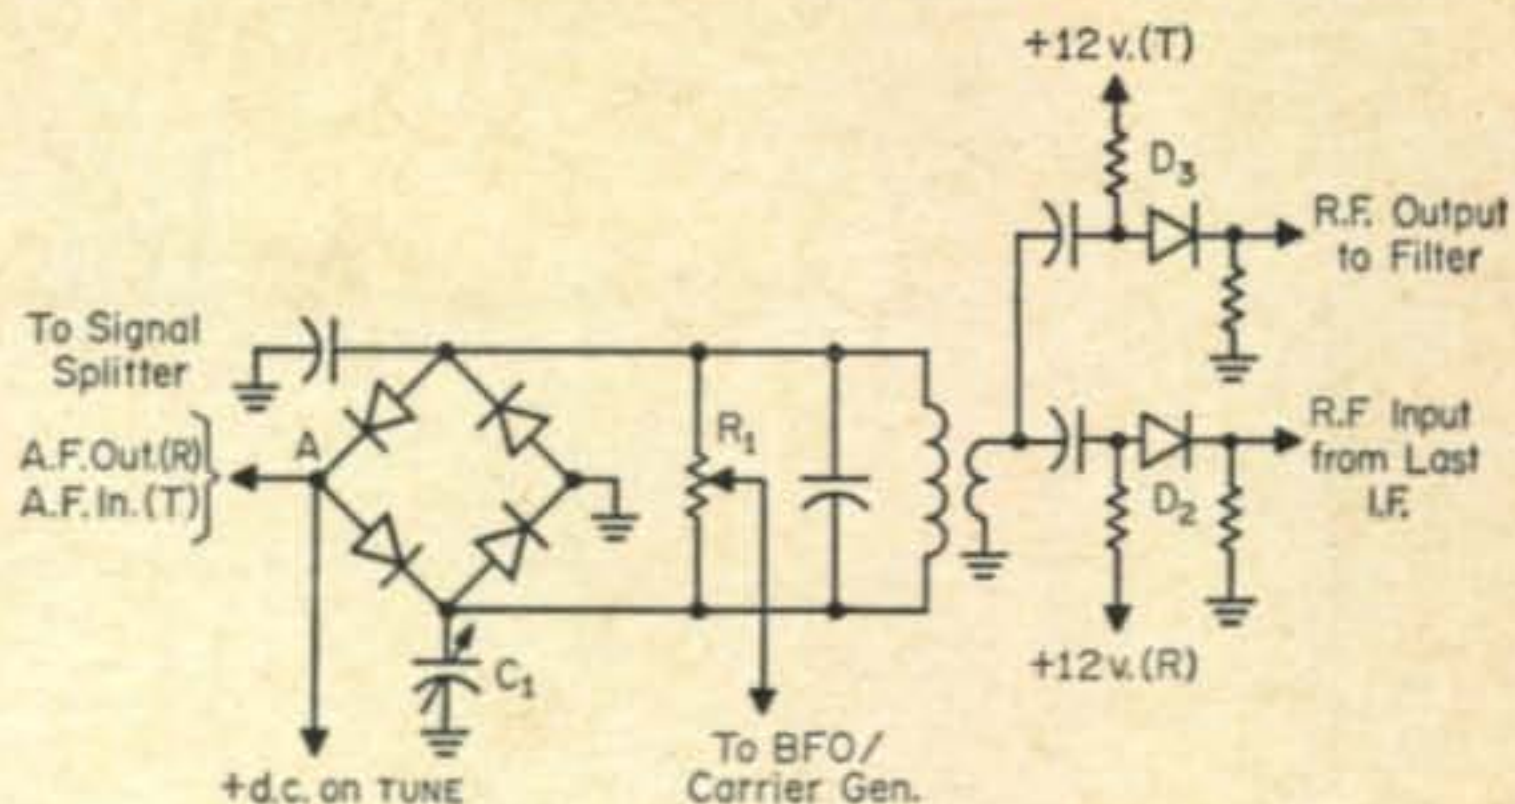 +12 v.(T)
D3
R.F. Output
to Filter
To Signal
Splitter
A.F.Out.(R)
A.F.In.(T)
A
R1
R.F Input
from Last
I.F.
D2
C1
+12 v.(R)
To BFO/
Carrier Gen.
+d.c. on TUNE